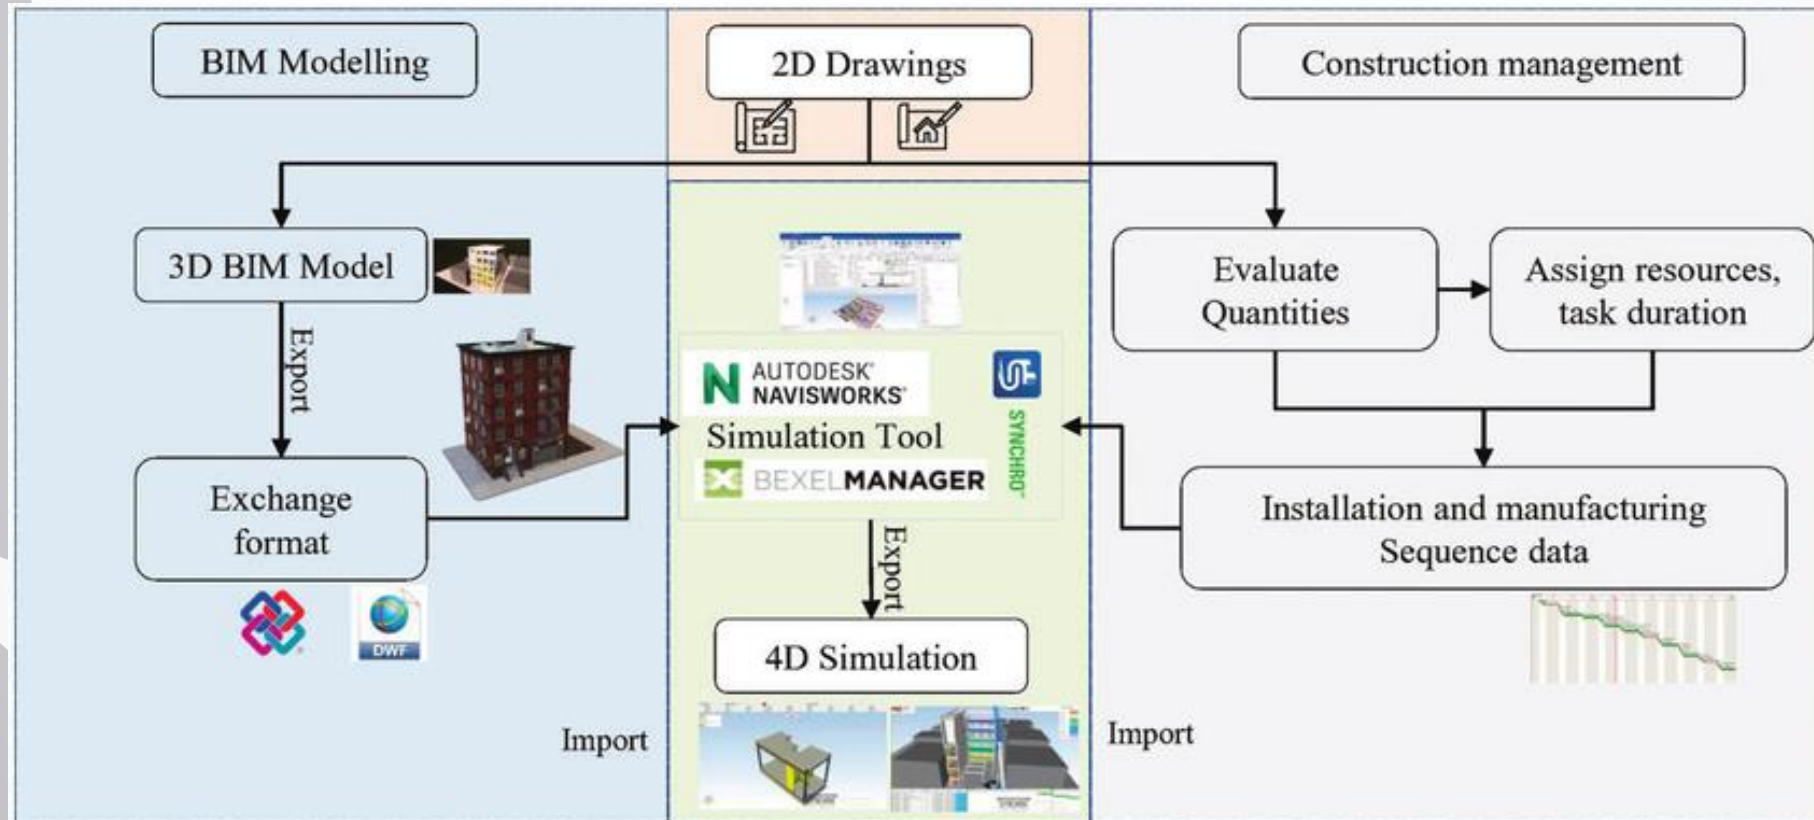 BIM Modelling
2D Drawings
Construction management
3D BIM Model
Export
Exchange
format
DWF
Import
AUTODESK®
NAVISWORKS®
Simulation Tool
BEXELMANAGER
SYNCHRO™
Export
4D Simulation
Evaluate
Quantities
Assign resources,
task duration
Installation and manufacturing
Sequence data
Import